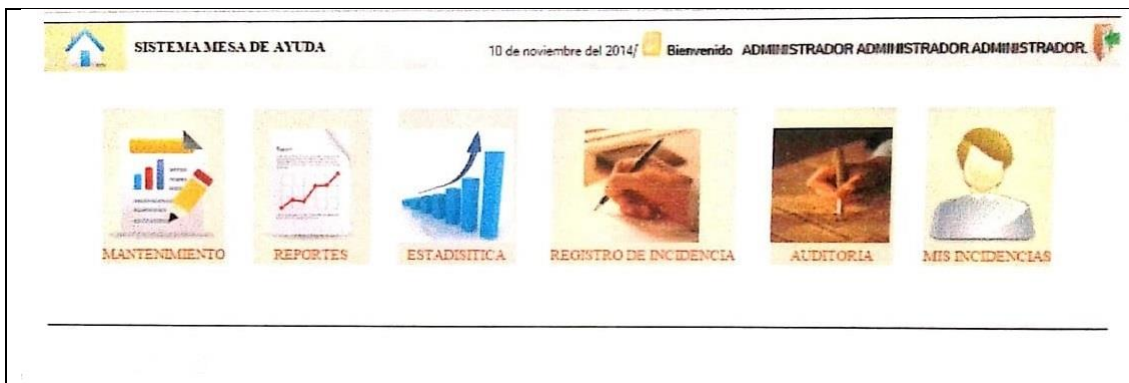 SISTEMA MESA DE AYUDA
10 de noviembre del 2014/ Bienvenido ADMINISTRADOR ADMINISTRADOR ADMINISTRADOR.
MANTENIMIENTO
REPORTES
ESTADISITICA
REGISTRO DE INCIDENCIA
AUDITORIA
MIS INCIDENCIAS